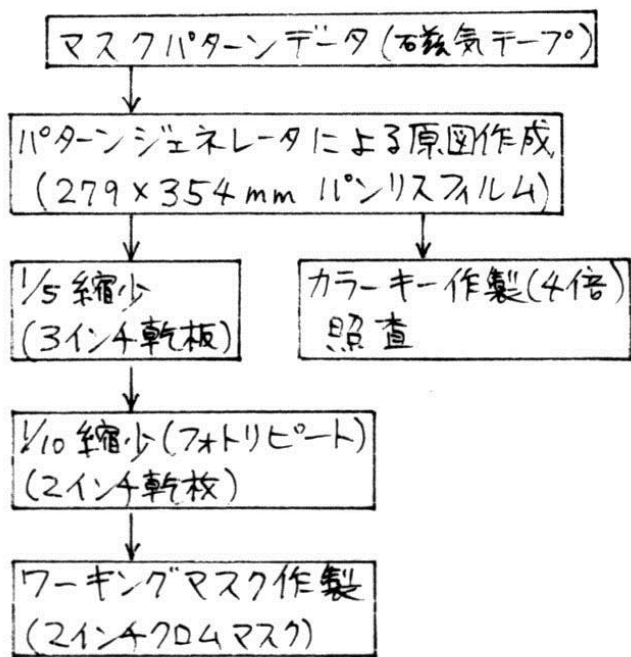 マスクパターンデータ(磁気テープ)
パターンジェネレータによる原図作成
(279×354mm パンリスフィルム)
1/5 縮少
(3インチ乾板)
カラーキー作製(4倍)
照査
1/10 縮少(フォトリピート)
(2インチ乾板)
ワーキングマスク作製
(2インチクロムマスク)